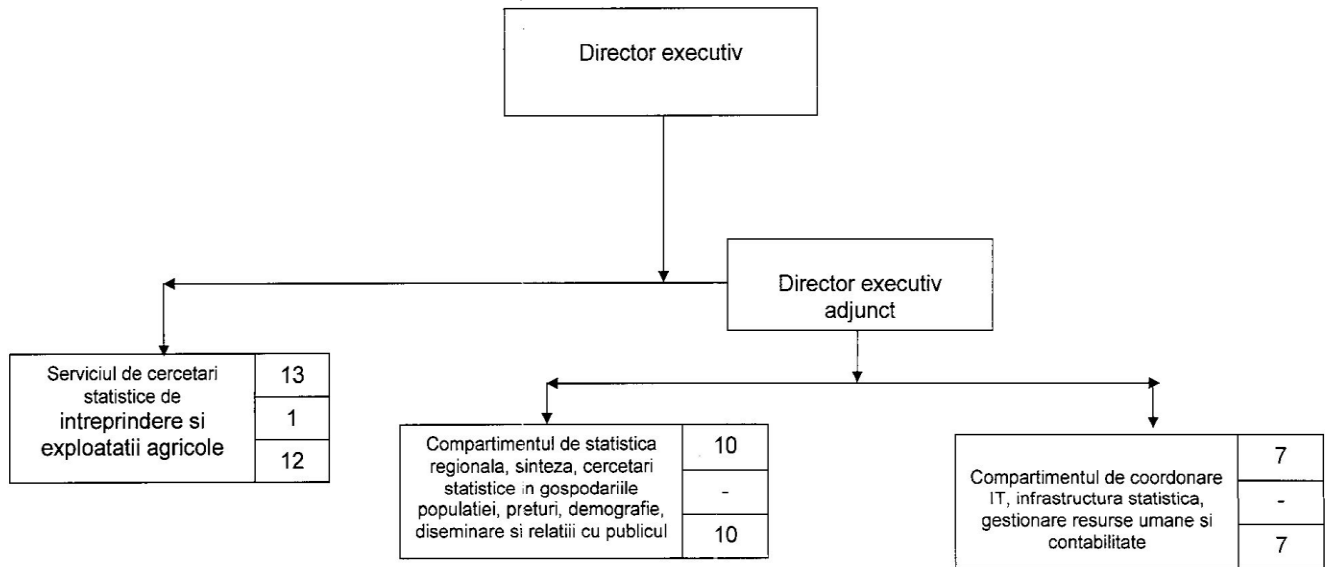 Director executiv
Director executiv
adjunct
Serviciul de cercetari
statistice de
intreprindere si
exploatatii agricole
13
1
12
Compartimentul de statistica
regionala, sinteza, cercetari
statistice in gospodariile
populatiei, preturi, demografie,
diseminare si relatiii cu publicul
10
-
10
Compartimentul de coordonare
IT, infrastructura statistica,
gestionare resurse umane si
contabilitate
7
-
7